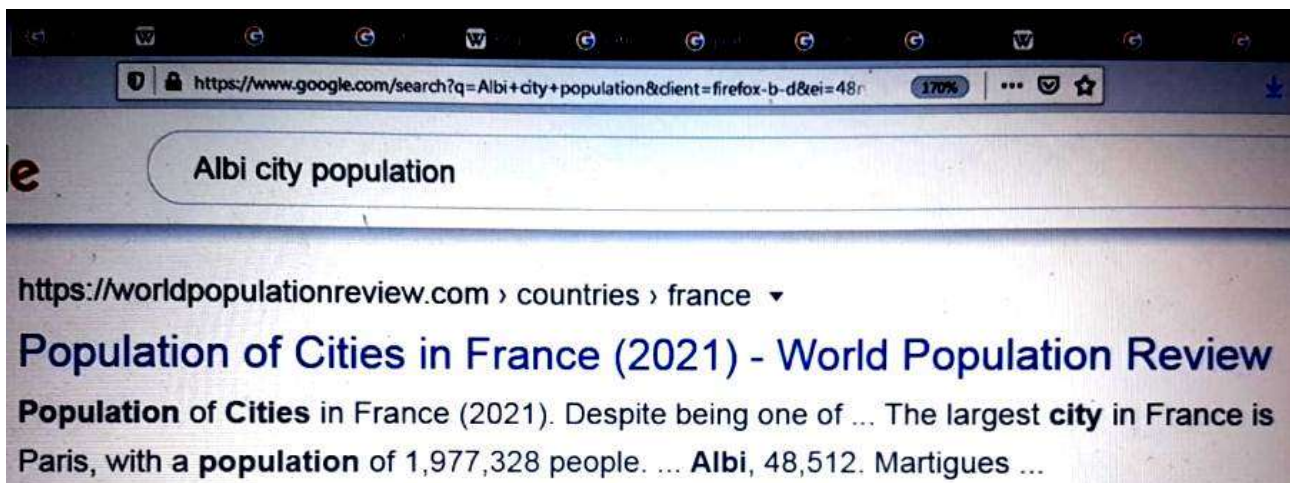 https://www.google.com/search?q=Albi+city+population&client=firefox-b-d&ei=48r 170%
e Albi city population
https://worldpopulationreview.com › countries › france
Population of Cities in France (2021) - World Population Review
Population of Cities in France (2021). Despite being one of ... The largest city in France is
Paris, with a population of 1,977,328 people. ... Albi, 48,512. Martigues ...